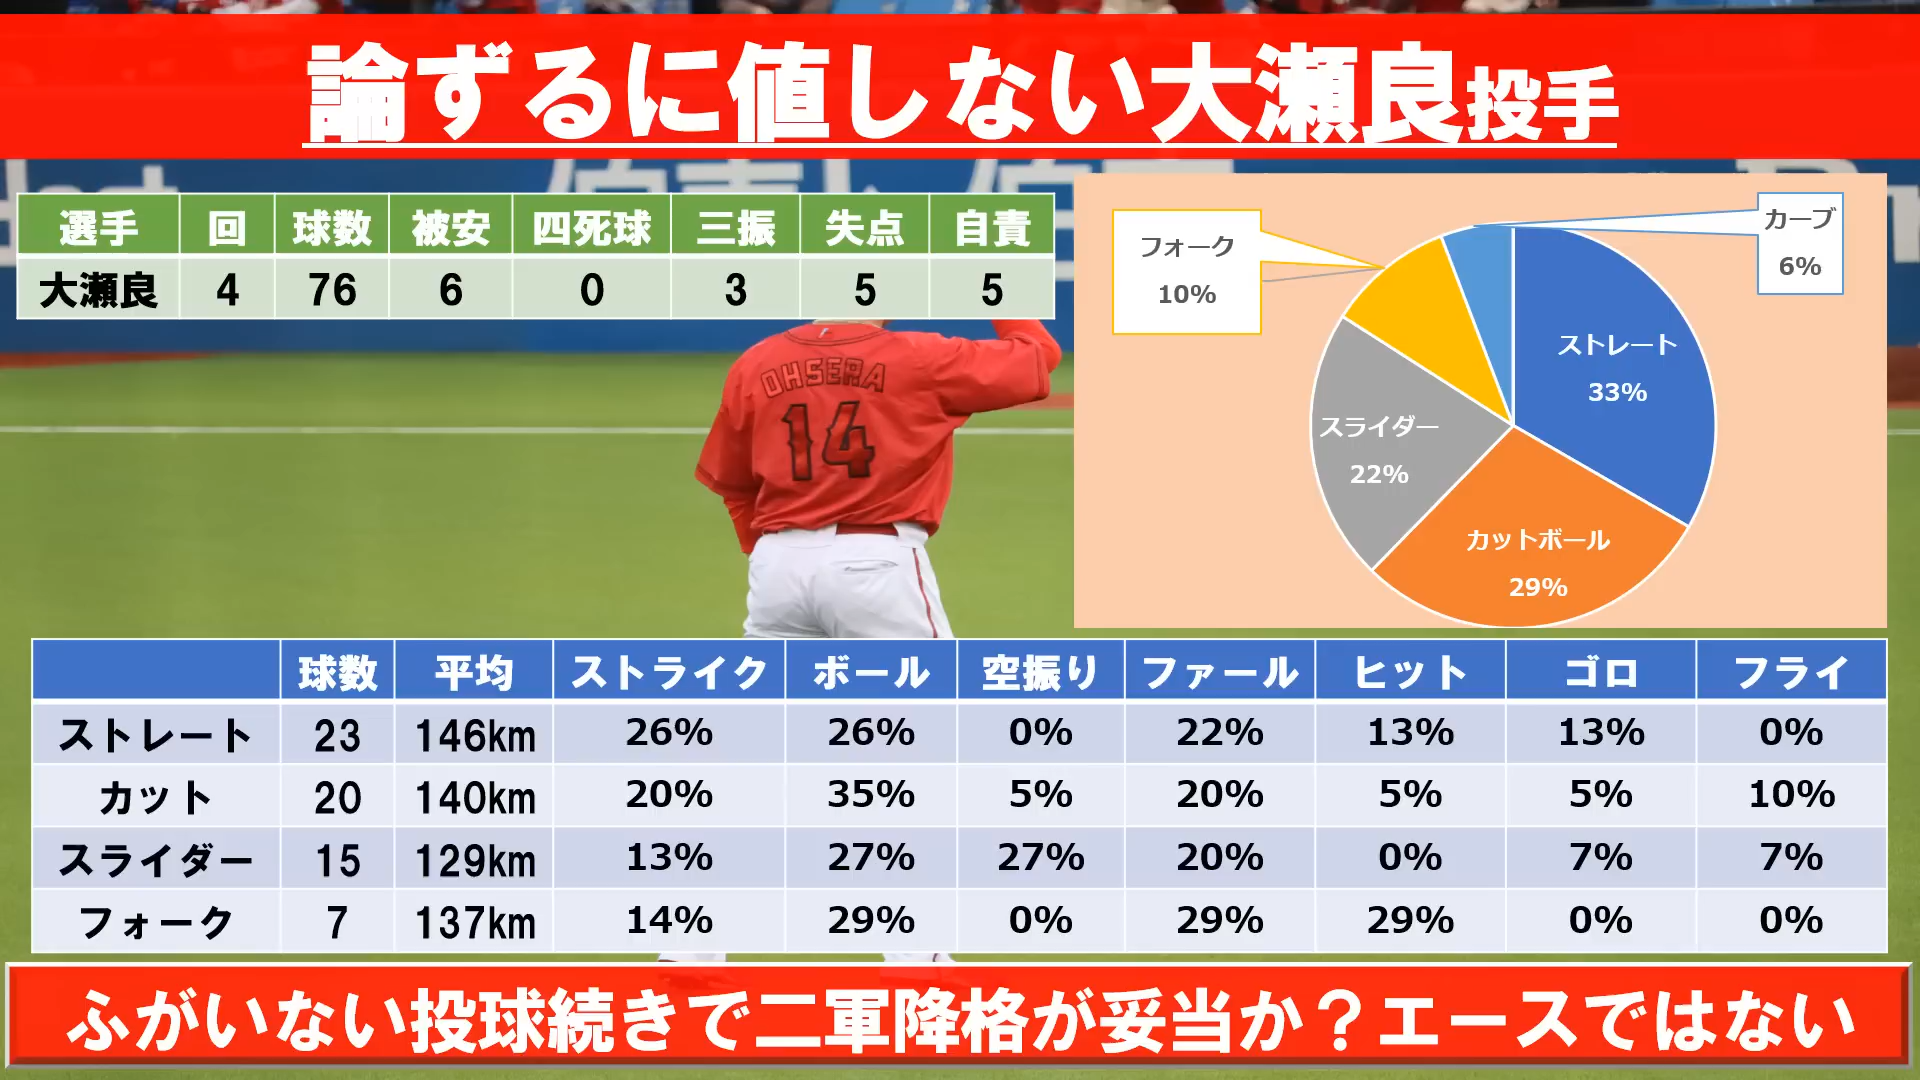 論ずるに値しない大瀬良投手
選手 回 球数 被安 四死球 三振 失点 自責
大瀬良 4 76 6 0 3 5 5
フォーク
10%
カーブ
6%
ストレート
33%
スライダー
22%
カットボール
29%
OHSERA
14
球数 平均 ストライク ボール 空振り ファール ヒット ゴロ フライ
ストレート 23 146km 26% 26% 0% 22% 13% 13% 0%
カット 20 140km 20% 35% 5% 20% 5% 5% 10%
スライダー 15 129km 13% 27% 27% 20% 0% 7% 7%
フォーク 7 137km 14% 29% 0% 29% 29% 0% 0%
ふがいない投球続きで二軍降格が妥当か？エースではない